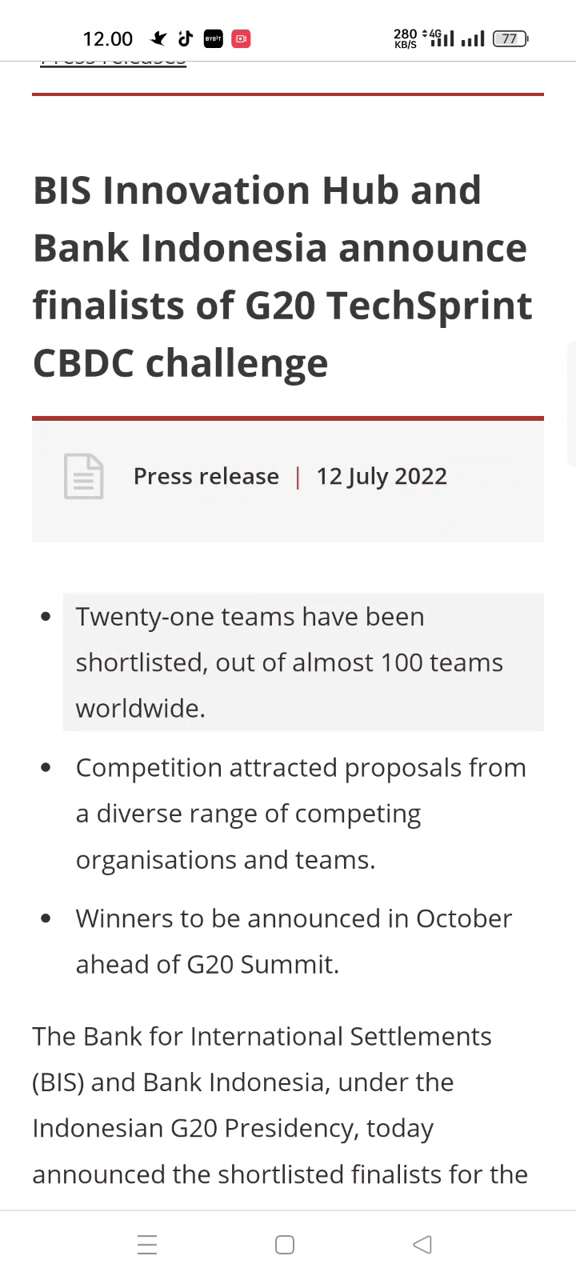 12.00
280 KB/S 4G 77
Press releases
BIS Innovation Hub and
Bank Indonesia announce
finalists of G20 TechSprint
CBDC challenge
Press release | 12 July 2022
• Twenty-one teams have been
shortlisted, out of almost 100 teams
worldwide.
• Competition attracted proposals from
a diverse range of competing
organisations and teams.
• Winners to be announced in October
ahead of G20 Summit.
The Bank for International Settlements
(BIS) and Bank Indonesia, under the
Indonesian G20 Presidency, today
announced the shortlisted finalists for the